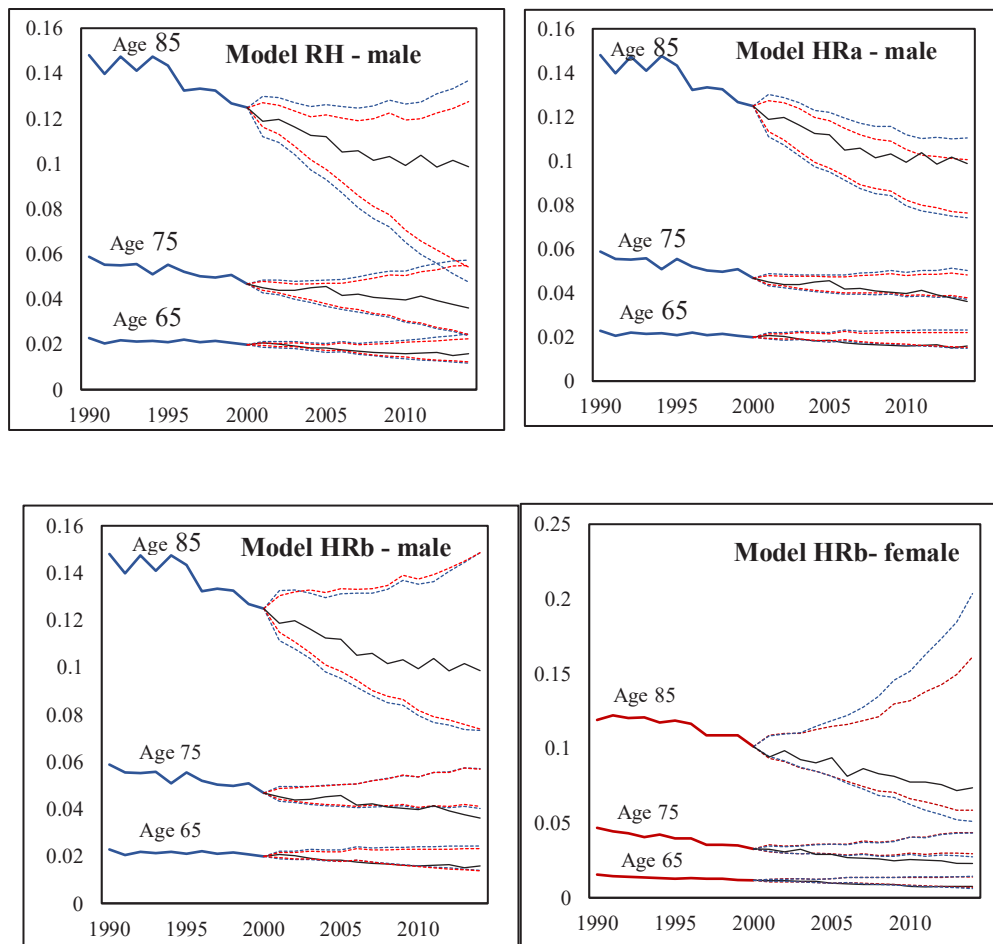 Model RH - male
0.16
0.14
0.12
0.1
0.08
0.06
0.04
0.02
0
Age 85
Age 75
Age 65
1990 1995 2000 2005 2010
Model HRa - male
0.16
0.14
0.12
0.1
0.08
0.06
0.04
0.02
0
Age 85
Age 75
Age 65
1990 1995 2000 2005 2010
Model HRb - male
0.16
0.14
0.12
0.1
0.08
0.06
0.04
0.02
0
Age 85
Age 75
Age 65
1990 1995 2000 2005 2010
Model HRb- female
0.25
0.2
0.15
0.1
0.05
0
Age 85
Age 75
Age 65
1990 1995 2000 2005 2010